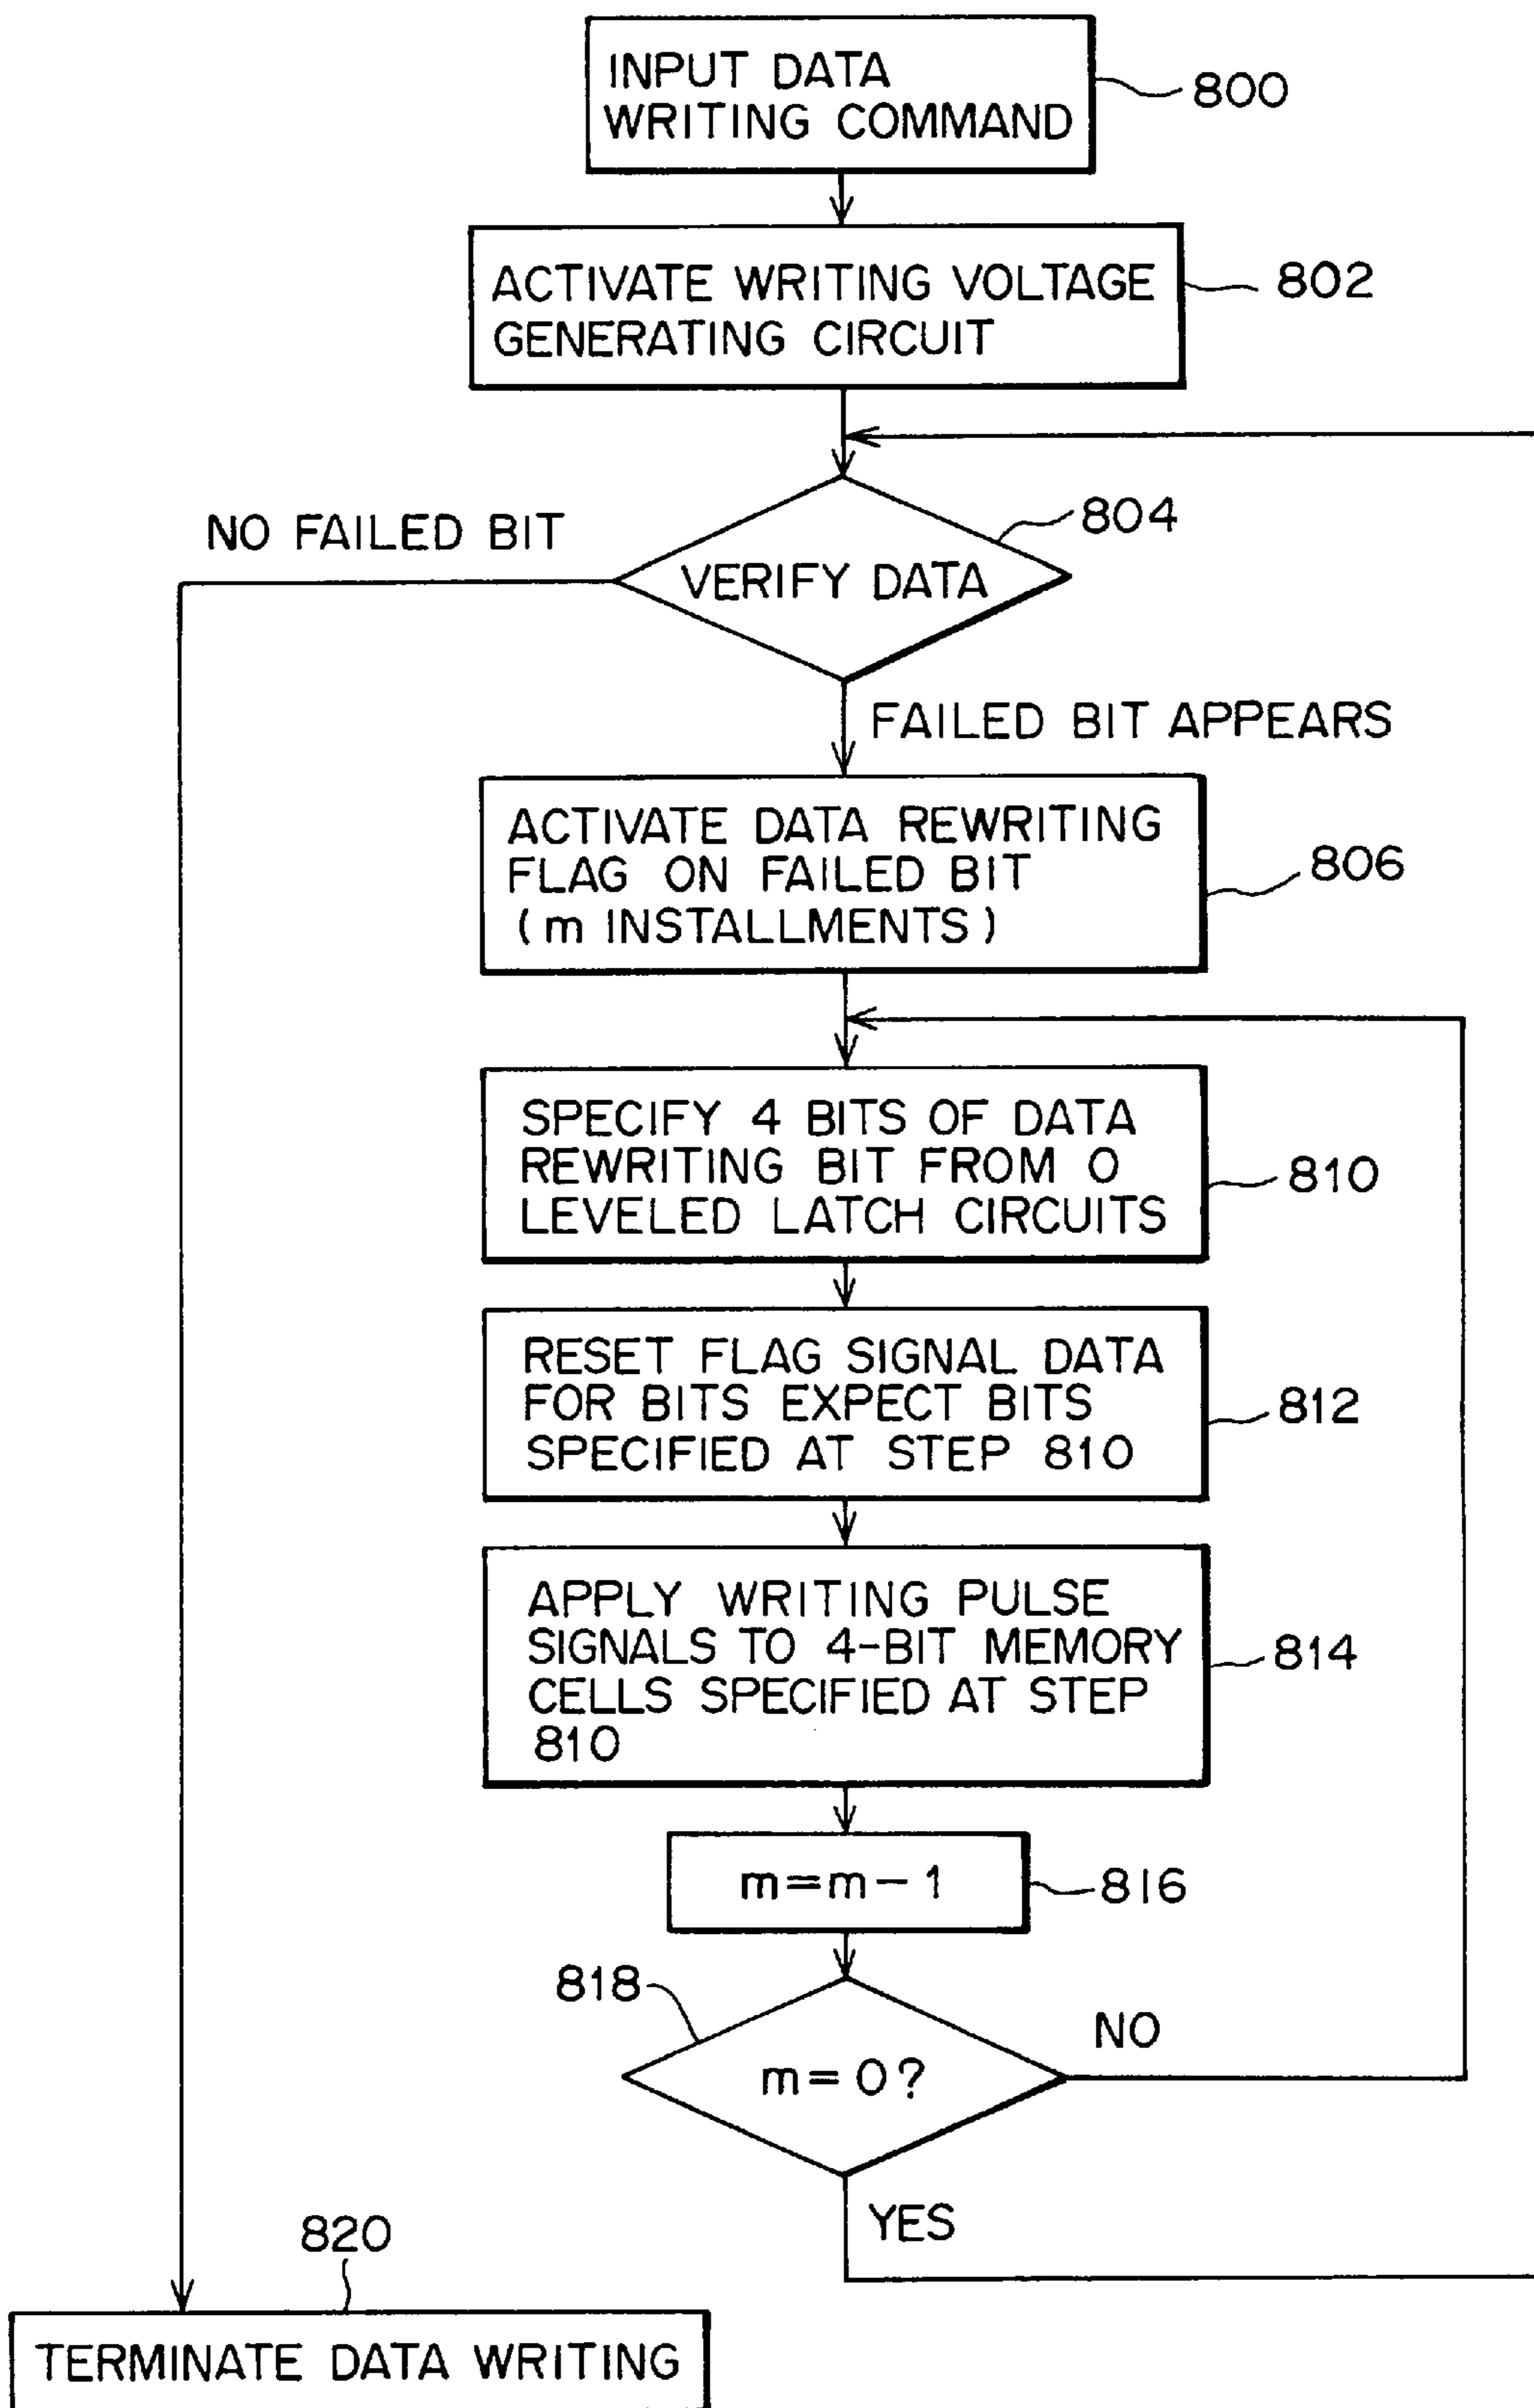 INPUT DATA
WRITING COMMAND
800
ACTIVATE WRITING VOLTAGE
GENERATING CIRCUIT
802
NO FAILED BIT
804
VERIFY DATA
FAILED BIT APPEARS
ACTIVATE DATA REWRITING
FLAG ON FAILED BIT
(m INSTALLMENTS)
806
SPECIFY 4 BITS OF DATA
REWRITING BIT FROM O
LEVELED LATCH CIRCUITS
810
RESET FLAG SIGNAL DATA
FOR BITS EXPECT BITS
SPECIFIED AT STEP 810
812
APPLY WRITING PULSE
SIGNALS TO 4-BIT MEMORY
CELLS SPECIFIED AT STEP
810
814
m=m-1
816
818
NO
m=0?
YES
820
TERMINATE DATA WRITING